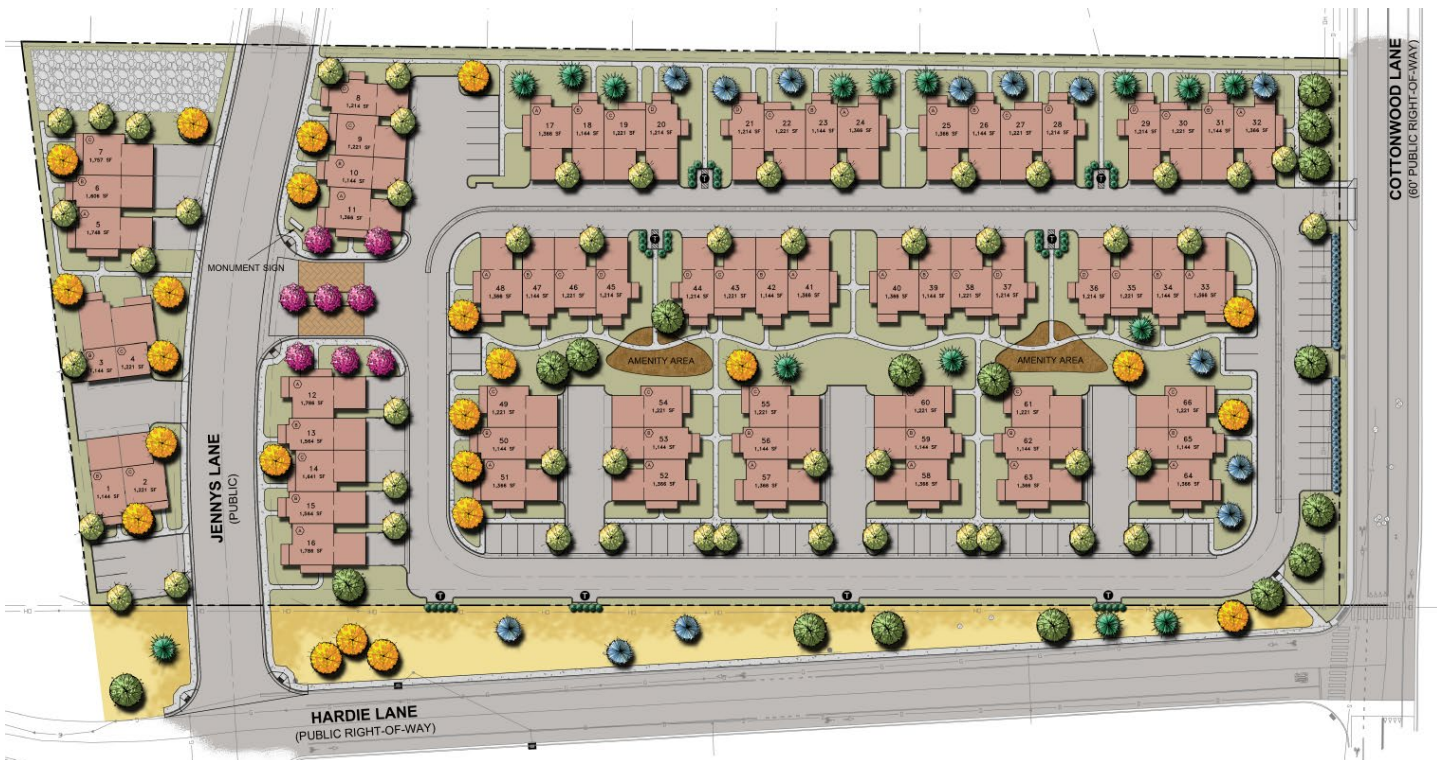 COTTONWOOD LANE
(60' PUBLIC RIGHT-OF-WAY)
8
1,214 SF
9
1,221 SF
10
1,144 SF
11
1,366 SF
7
1,757 SF
6
5
1,748 SF
17
1,366 SF
18
1,144 SF
19
1,221 SF
20
1,214 SF
21
1,214 SF
22
1,221 SF
23
1,144 SF
24
1,366 SF
25
1,366 SF
26
1,144 SF
27
1,221 SF
28
1,214 SF
29
1,214 SF
30
1,221 SF
31
1,144 SF
32
1,366 SF
T
T
MONUMENT SIGN
T
T
48
1,366 SF
47
1,144 SF
46
1,221 SF
45
1,214 SF
44
1,214 SF
43
1,221 SF
42
1,144 SF
41
1,366 SF
40
1,366 SF
39
1,144 SF
38
1,221 SF
37
1,214 SF
36
1,214 SF
35
1,221 SF
34
1,144 SF
33
1,366 SF
3
1,144 SF
4
1,221 SF
AMENITY AREA
AMENITY AREA
12
13
1,564 SF
14
1,641 SF
15
1,564 SF
16
49
1,221 SF
50
1,144 SF
51
1,366 SF
54
1,221 SF
53
1,144 SF
52
1,366 SF
55
1,221 SF
56
1,144 SF
57
1,366 SF
60
1,221 SF
59
1,144 SF
58
1,366 SF
61
1,221 SF
62
1,144 SF
63
1,366 SF
66
1,221 SF
65
1,144 SF
64
1,366 SF
1
1,144 SF
2
1,221 SF
JENNYS LANE
(PUBLIC)
T
T
T
T
HARDIE LANE
(PUBLIC RIGHT-OF-WAY)